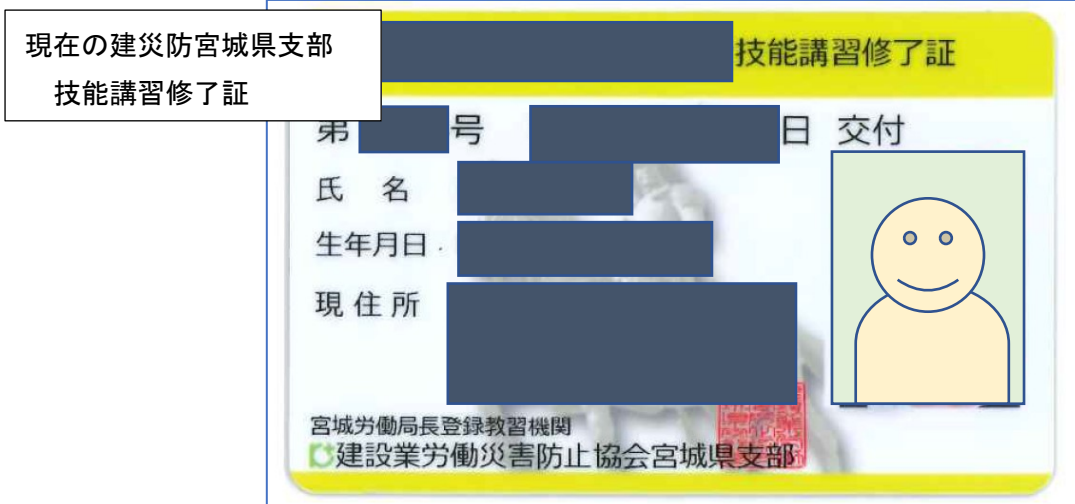 現在の建災防宮城県支部
技能講習修了証
技能講習修了証
第 号 日 交付
氏 名
生年月日
現住所
宮城労働局長登録教習機関
建設業労働災害防止協会宮城県支部